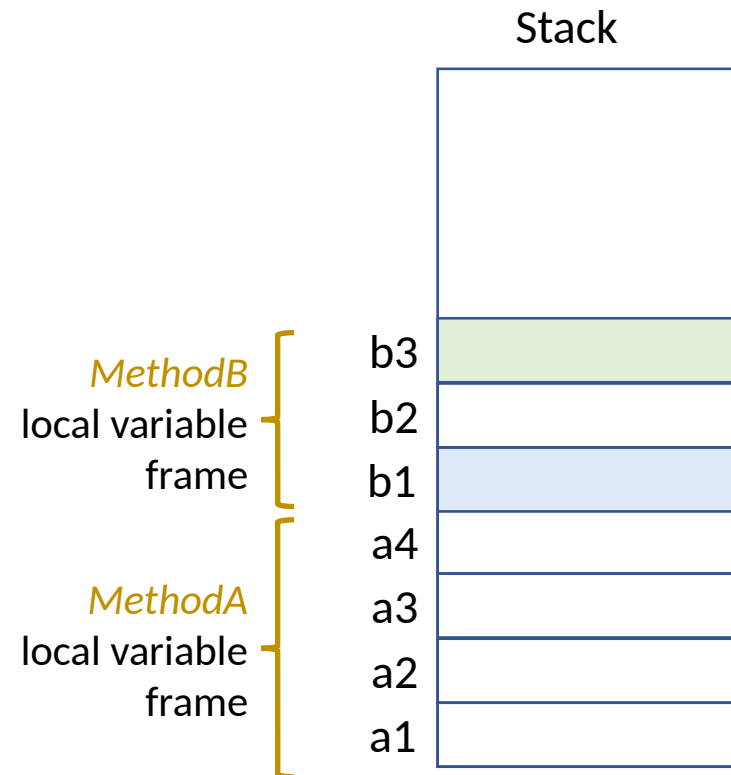 Stack
b3
MethodB
local variable
frame
b2
b1
a4
a3
MethodA
local variable
frame
a2
a1